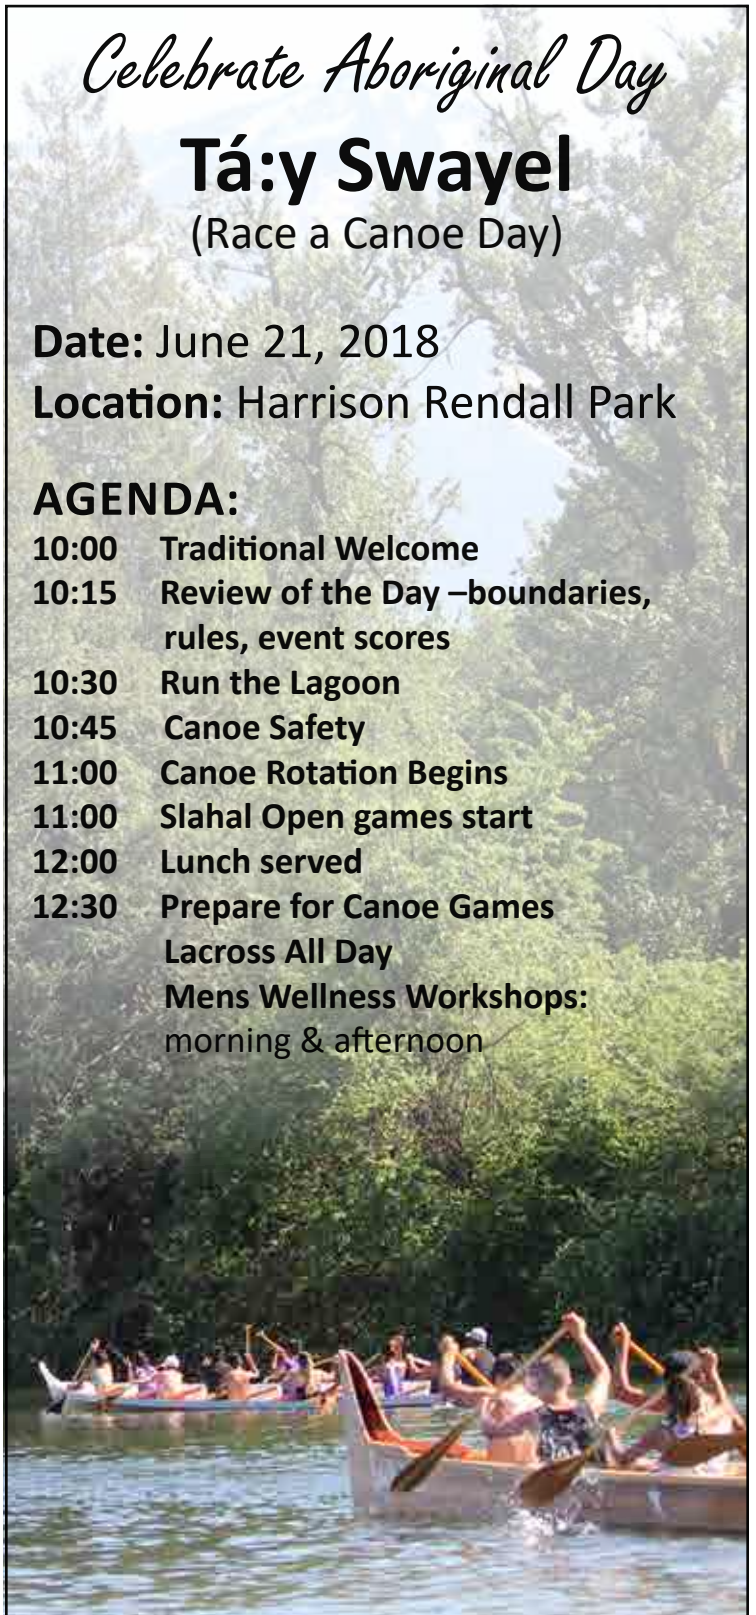 Celebrate Aboriginal Day
Tá:y Swayel
(Race a Canoe Day)
Date: June 21, 2018
Location: Harrison Rendall Park
AGENDA:
10:00 Traditional Welcome
10:15 Review of the Day –boundaries,
rules, event scores
10:30 Run the Lagoon
10:45 Canoe Safety
11:00 Canoe Rotation Begins
11:00 Slahal Open games start
12:00 Lunch served
12:30 Prepare for Canoe Games
Lacross All Day
Mens Wellness Workshops:
morning & afternoon